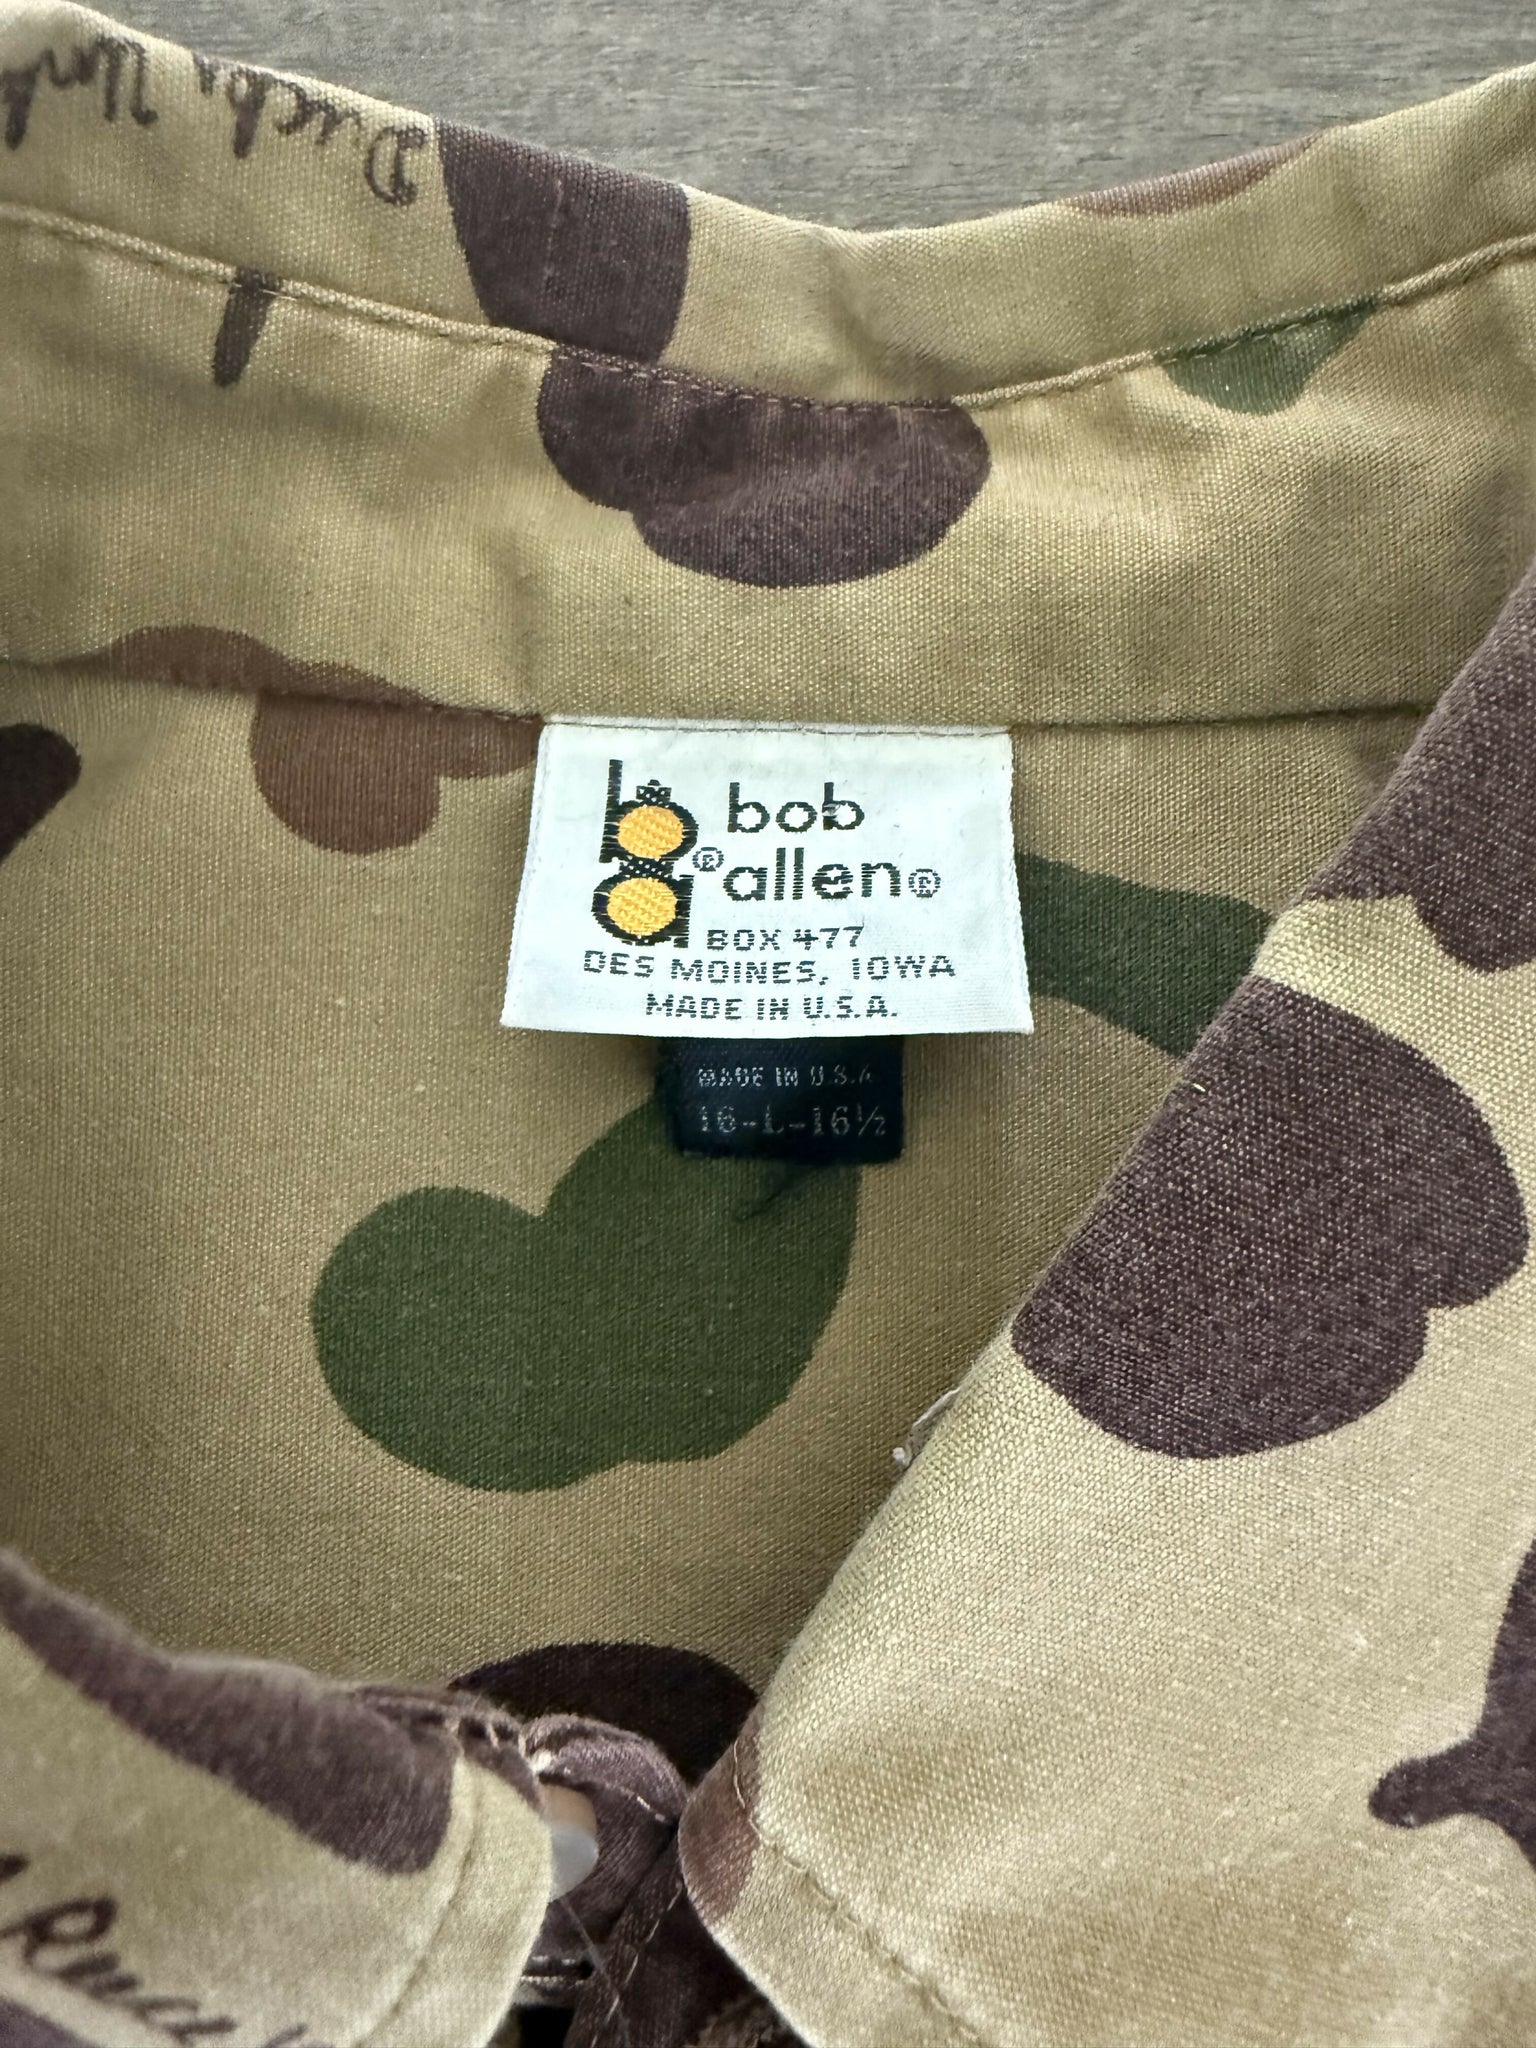 bob
® allen®
BOX 477
DES MOINES, IOWA
MADE IN U.S.A.
MADE IN U.S.A.
16-L-16½